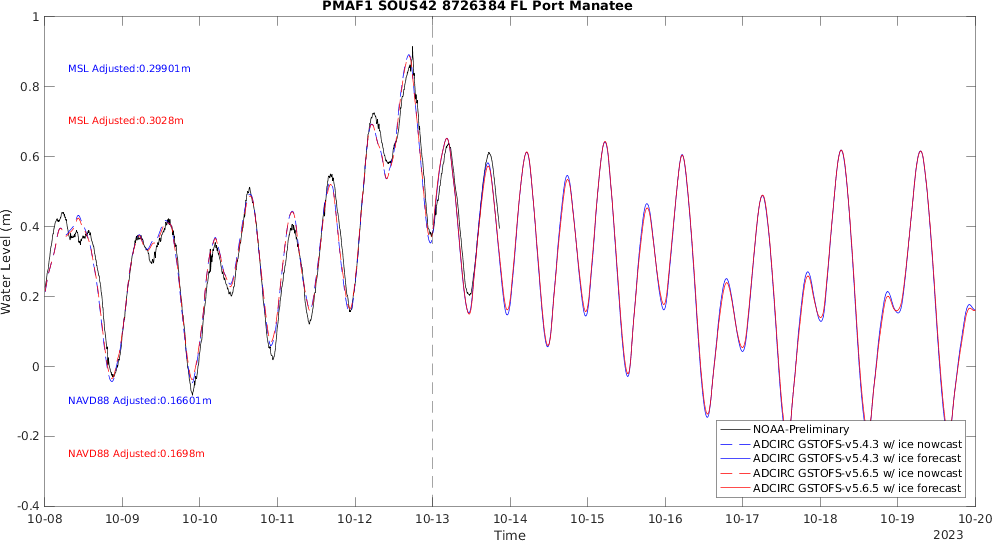 PMAF1 SOUS42 8726384 FL Port Manatee
1
0.8
0.6
0.4
0.2
0
-0.2
-0.4
Water Level (m)
MSL Adjusted:0.29901m
MSL Adjusted:0.3028m
NAVD88 Adjusted:0.16601m
NAVD88 Adjusted:0.1698m
NOAA-Preliminary
ADCIRC GSTOFS-v5.4.3 w/ ice nowcast
ADCIRC GSTOFS-v5.4.3 w/ ice forecast
ADCIRC GSTOFS-v5.6.5 w/ ice nowcast
ADCIRC GSTOFS-v5.6.5 w/ ice forecast
10-08 10-09 10-10 10-11 10-12 10-13 10-14 10-15 10-16 10-17 10-18 10-19 10-20
Time
2023